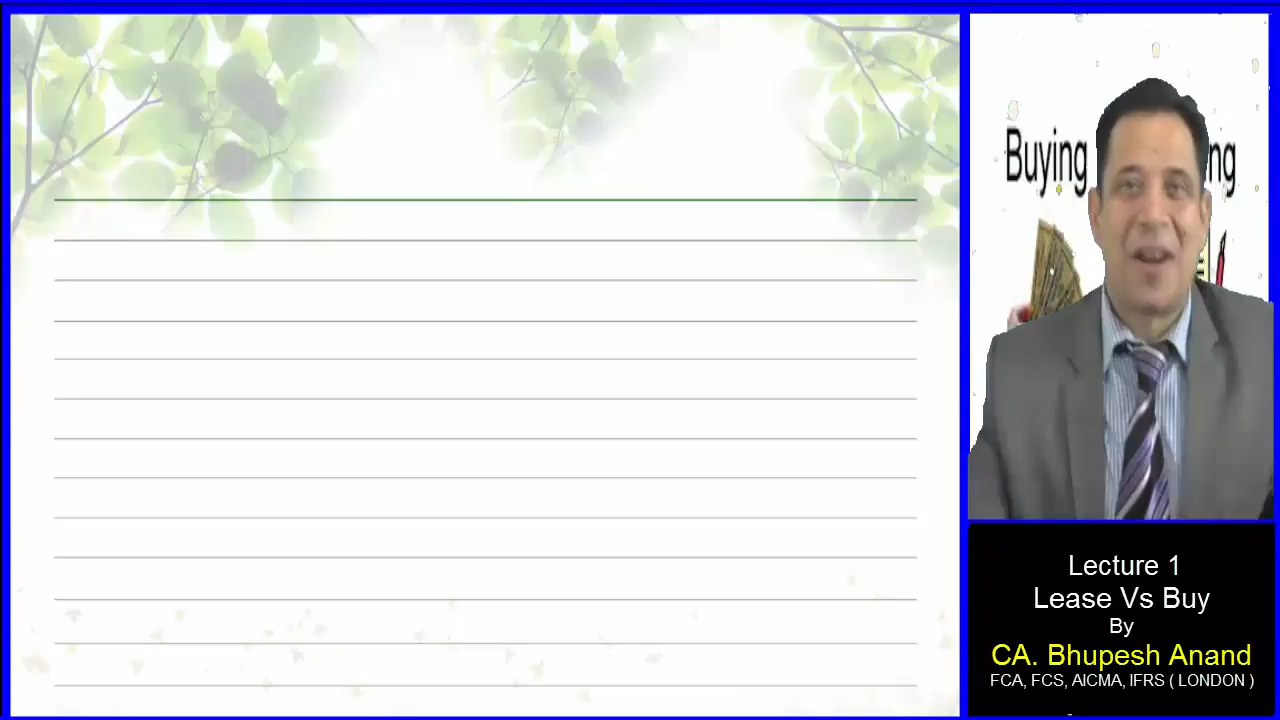 Buying ng
Lecture 1
Lease Vs Buy
By
CA. Bhupesh Anand
FCA, FCS, AICMA, IFRS ( LONDON )